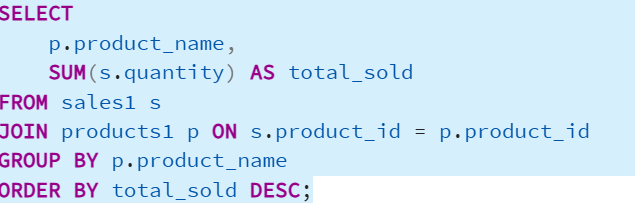 SELECT
    p.product_name,
    SUM(s.quantity) AS total_sold
FROM sales1 s
JOIN products1 p ON s.product_id = p.product_id
GROUP BY p.product_name
ORDER BY total_sold DESC;